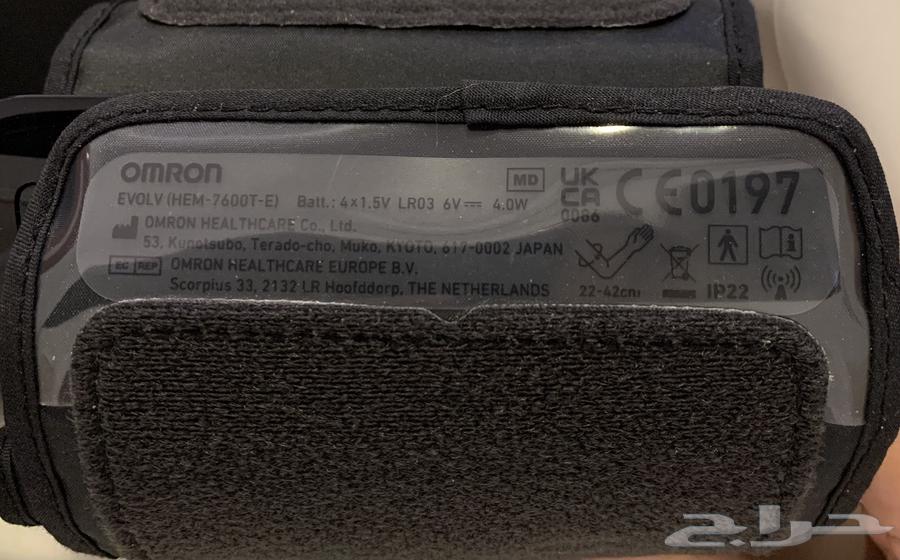 OMRON
EVOLV (HEM-7600T-E) Batt.: 4×1.5V LR03 6V⎓ 4.0W
OMRON HEALTHCARE Co., Ltd.
53, Kunotsubo, Terado-cho, Muko, KYOTO, 617-0002 JAPAN
EC REP OMRON HEALTHCARE EUROPE B.V.
Scorpius 33, 2132 LR Hoofddorp, THE NETHERLANDS
MD
UK
CA
0086
CE0197
22-42cm
IP22
حراج